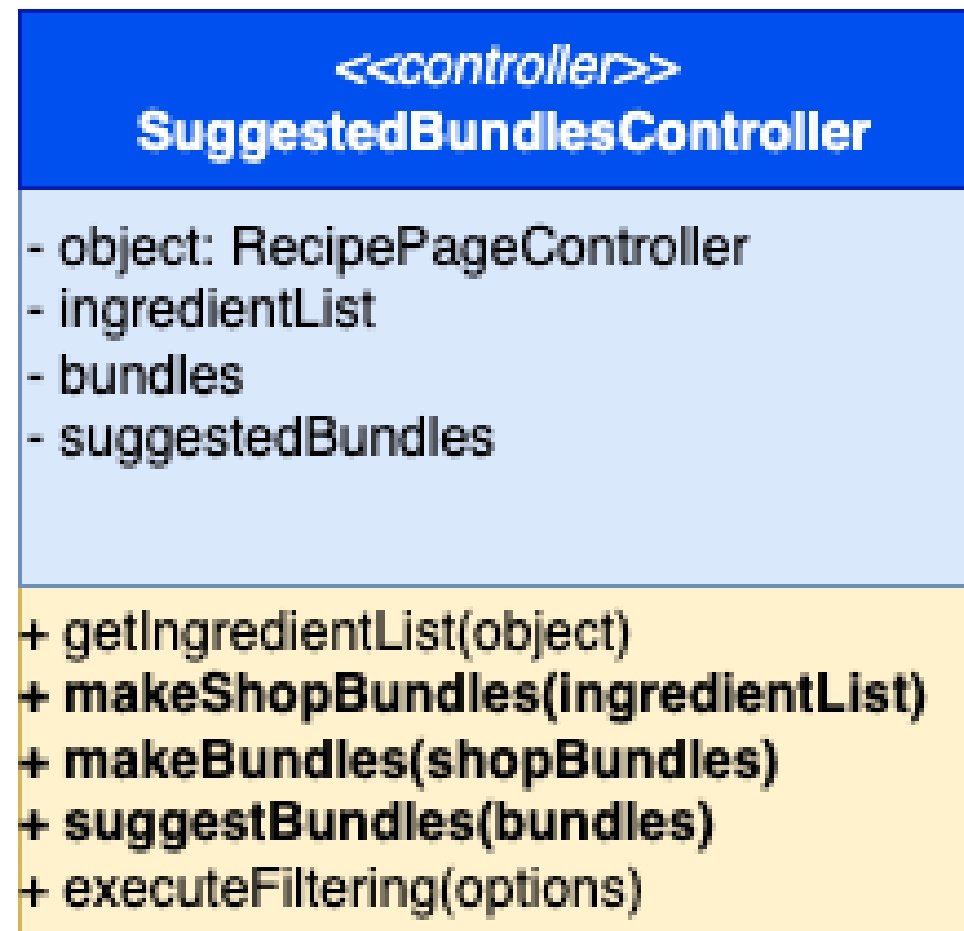 <<controller>>
SuggestedBundlesController
- object: RecipePageController
- ingredientList
- bundles
- suggestedBundles
+ getIngredientList(object)
+ makeShopBundles(ingredientList)
+ makeBundles(shopBundles)
+ suggestBundles(bundles)
+ executeFiltering(options)